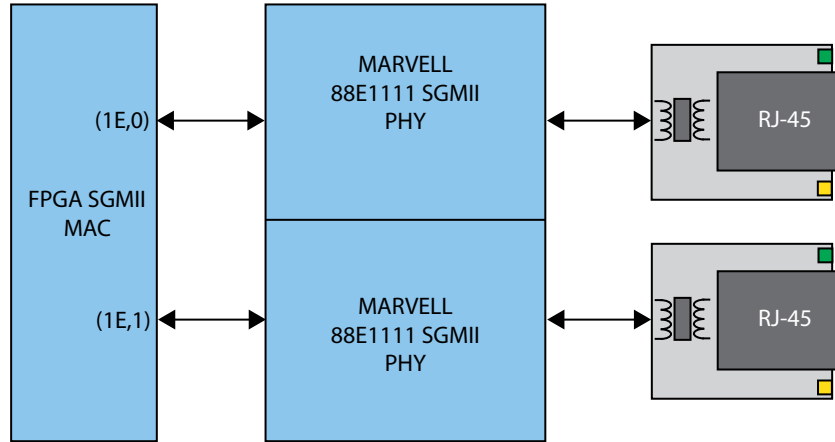 MARVELL
88E1111 SGMII
PHY
(1E,0)
RJ-45
FPGA SGMII
MAC
(1E,1)
MARVELL
88E1111 SGMII
PHY
RJ-45